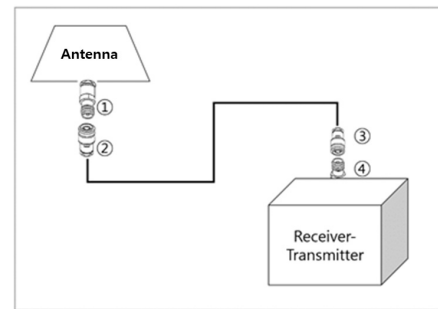 Antenna
①
②
③
④
Receiver-
Transmitter